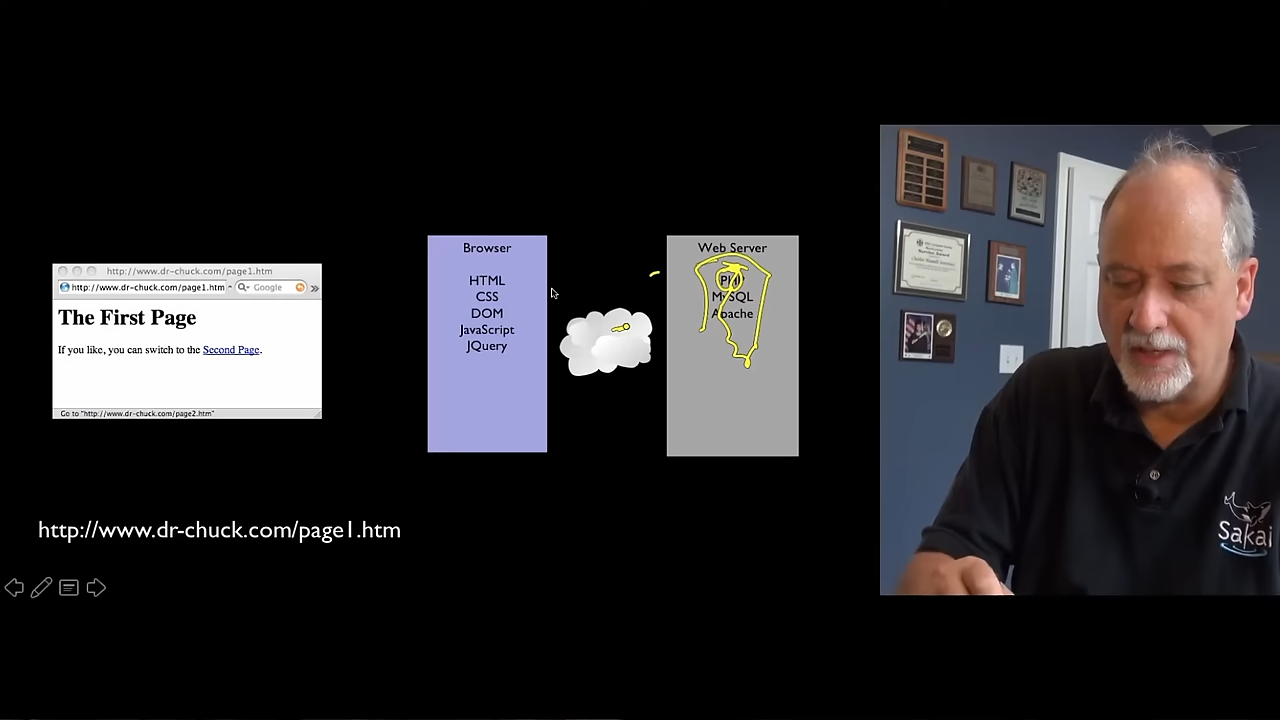 http://www.dr-chuck.com/page1.htm
http://www.dr-chuck.com/page1.htm
Google
The First Page
If you like, you can switch to the Second Page.
Go to "http://www.dr-chuck.com/page2.htm"
Browser
HTML
CSS
DOM
JavaScript
JQuery
Web Server
PHP
MySQL
Apache
http://www.dr-chuck.com/page1.htm
Sakai